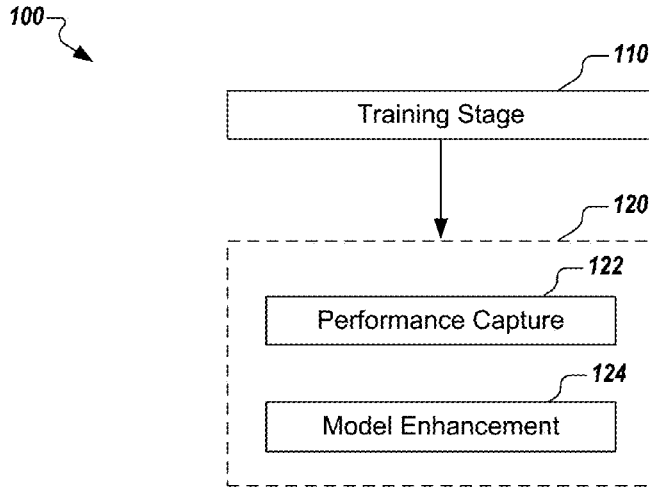 100
110
Training Stage
120
122
Performance Capture
124
Model Enhancement